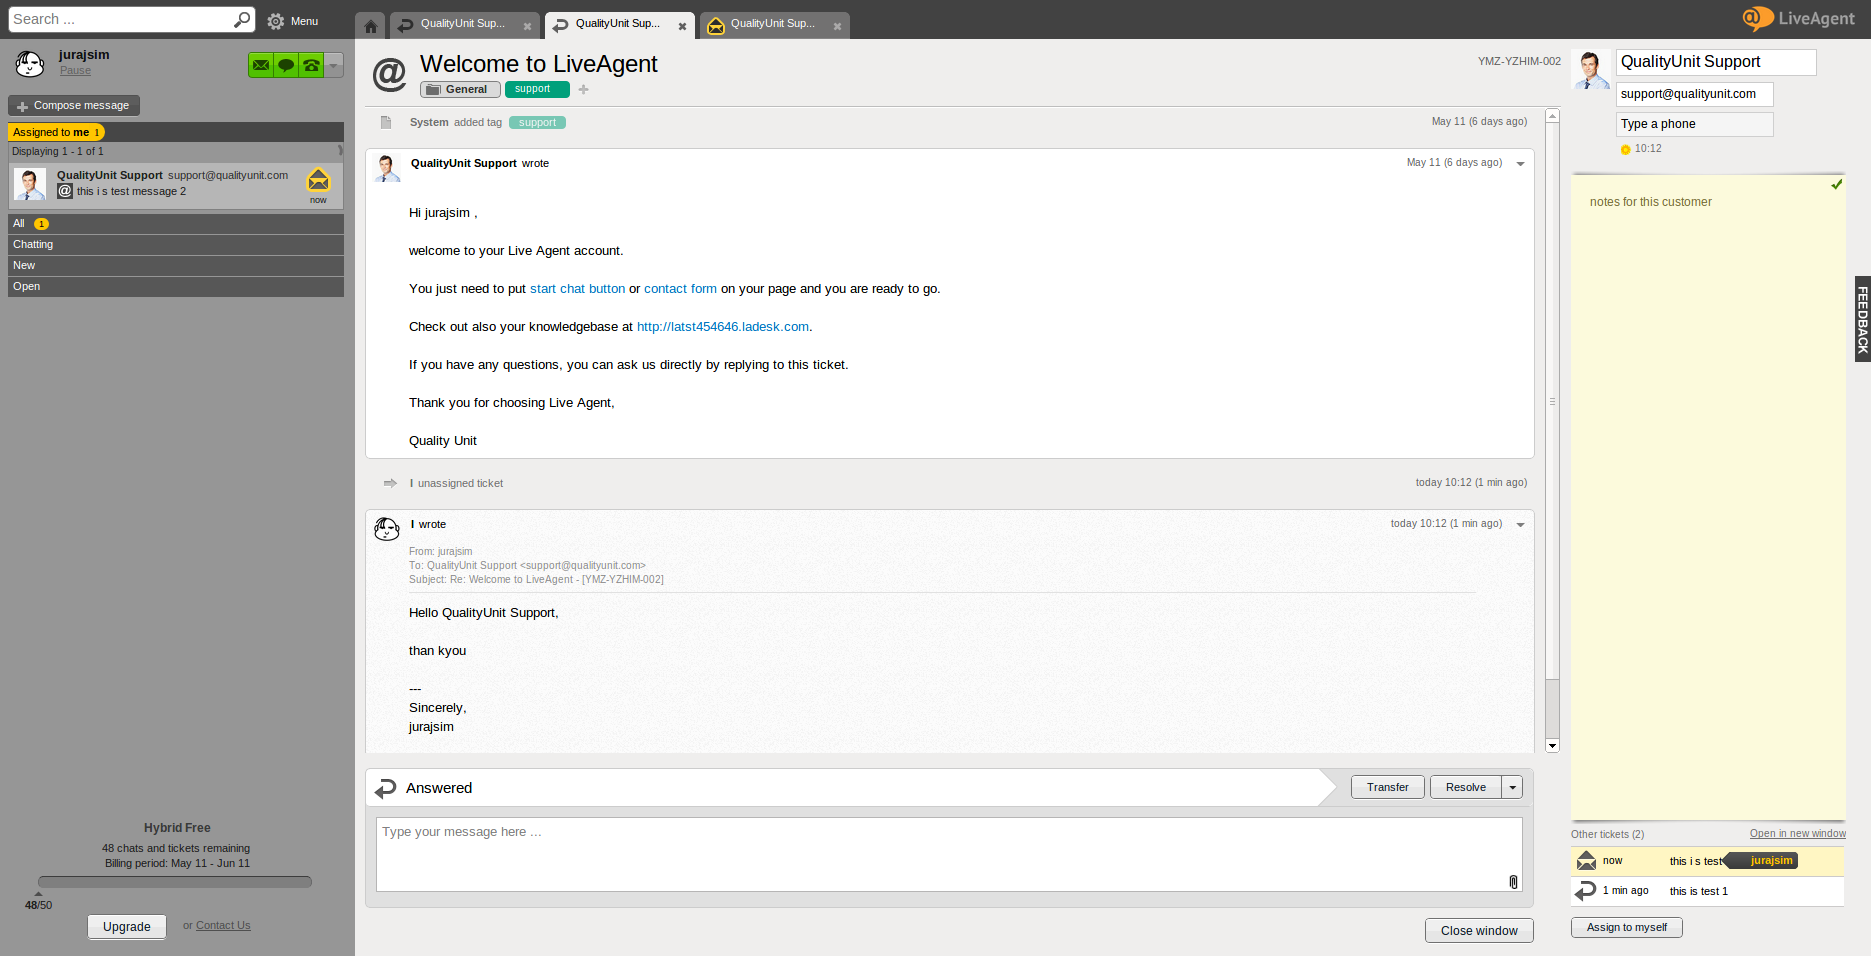 Search ...
Menu
QualityUnit Sup...
QualityUnit Sup...
QualityUnit Sup...
LiveAgent
jurajsim
Pause
Compose message
Assigned to me 1
Displaying 1 - 1 of 1
QualityUnit Support support@qualityunit.com
this i s test message 2
now
All 1
Chatting
New
Open
Hybrid Free
48 chats and tickets remaining
Billing period: May 11 - Jun 11
48/50
Upgrade or Contact Us
Welcome to LiveAgent
YMZ-YZHIM-002
General support
System added tag support May 11 (6 days ago)
QualityUnit Support wrote May 11 (6 days ago)
Hi jurajsim ,
welcome to your Live Agent account.
You just need to put start chat button or contact form on your page and you are ready to go.
Check out also your knowledgebase at http://latst454646.ladesk.com.
If you have any questions, you can ask us directly by replying to this ticket.
Thank you for choosing Live Agent,
Quality Unit
I unassigned ticket today 10:12 (1 min ago)
I wrote today 10:12 (1 min ago)
From: jurajsim
To: QualityUnit Support <support@qualityunit.com>
Subject: Re: Welcome to LiveAgent - [YMZ-YZHIM-002]
Hello QualityUnit Support,
than kyou
---
Sincerely,
jurajsim
Answered
Transfer
Resolve
Type your message here ...
Close window
QualityUnit Support
support@qualityunit.com
Type a phone
10:12
notes for this customer
FEEDBACK
Other tickets (2) Open in new window
now this i s test jurajsim
1 min ago this is test 1
Assign to myself